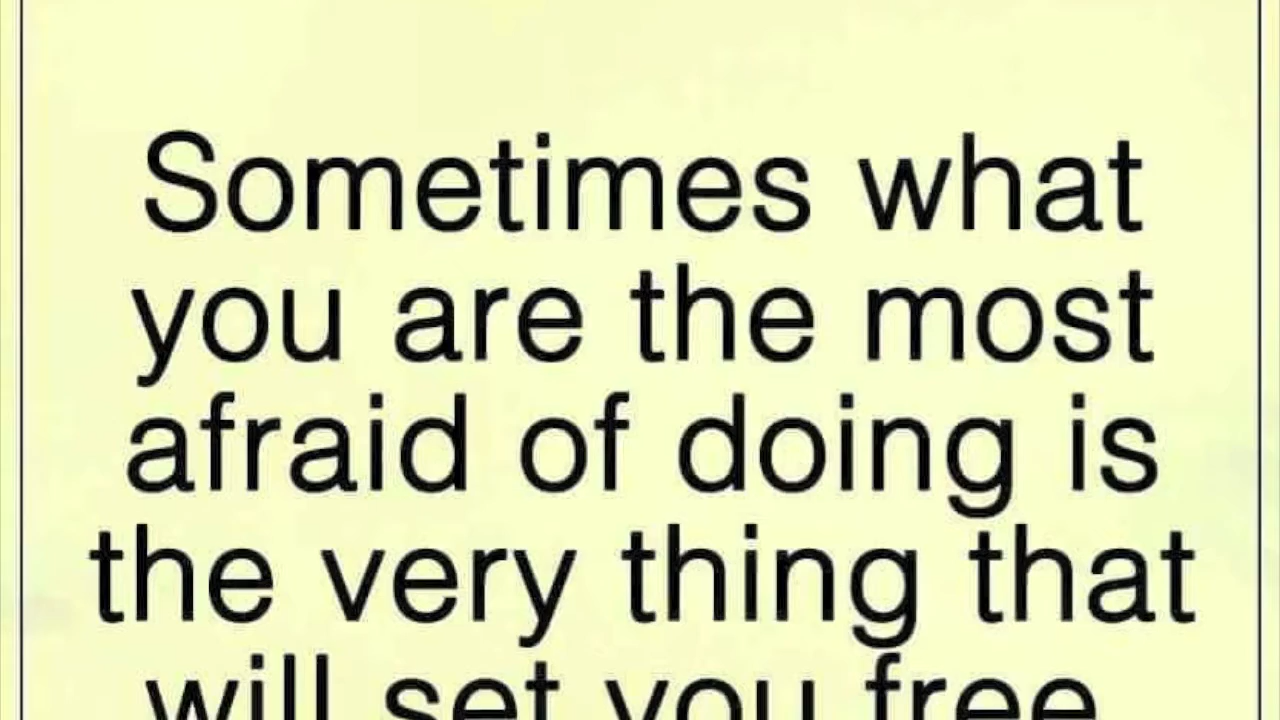 Sometimes what
you are the most
afraid of doing is
the very thing that
will set you free